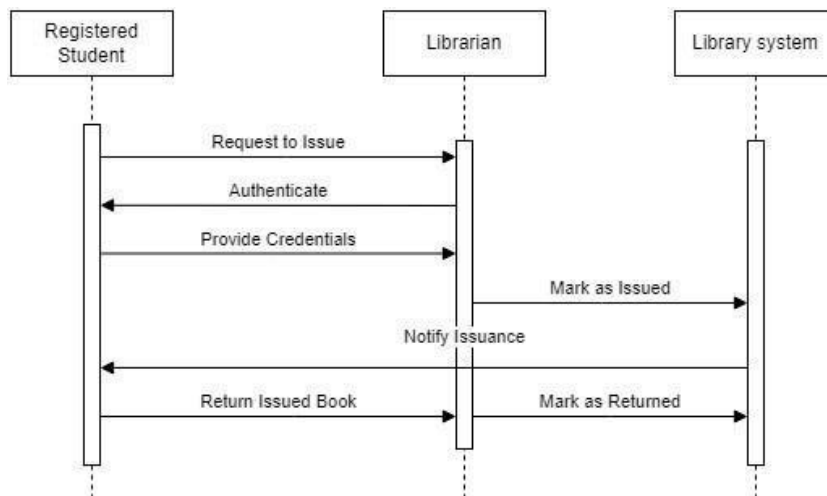 Registered
Student
Librarian
Library system
Request to Issue
Authenticate
Provide Credentials
Mark as Issued
Notify Issuance
Return Issued Book
Mark as Returned